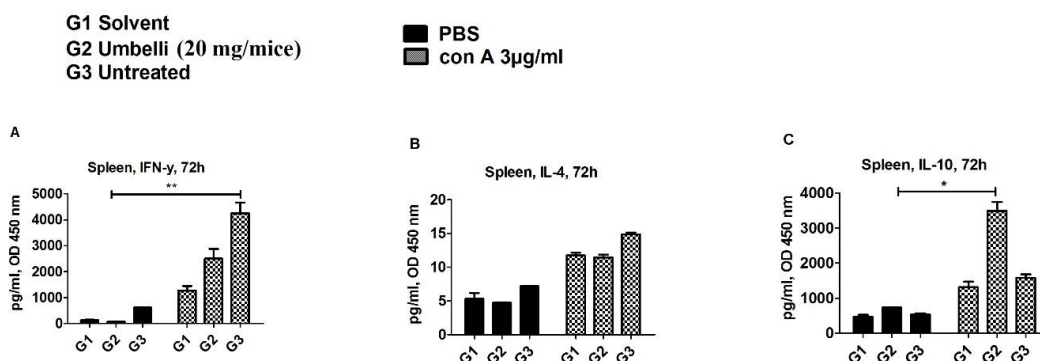 G1 Solvent
G2 Umbelli (20 mg/mice)
G3 Untreated
PBS
con A 3µg/ml
A
Spleen, IFN-y, 72h
**
pg/ml, OD 450 nm
5000
4000
3000
2000
1000
0
G1 G2 G3 G1 G2 G3
B
Spleen, IL-4, 72h
pg/ml, OD 450 nm
20
15
10
5
0
G1 G2 G3 G1 G2 G3
C
Spleen, IL-10, 72h
*
pg/ml, OD 450 nm
4000
3000
2000
1000
0
G1 G2 G3 G1 G2 G3